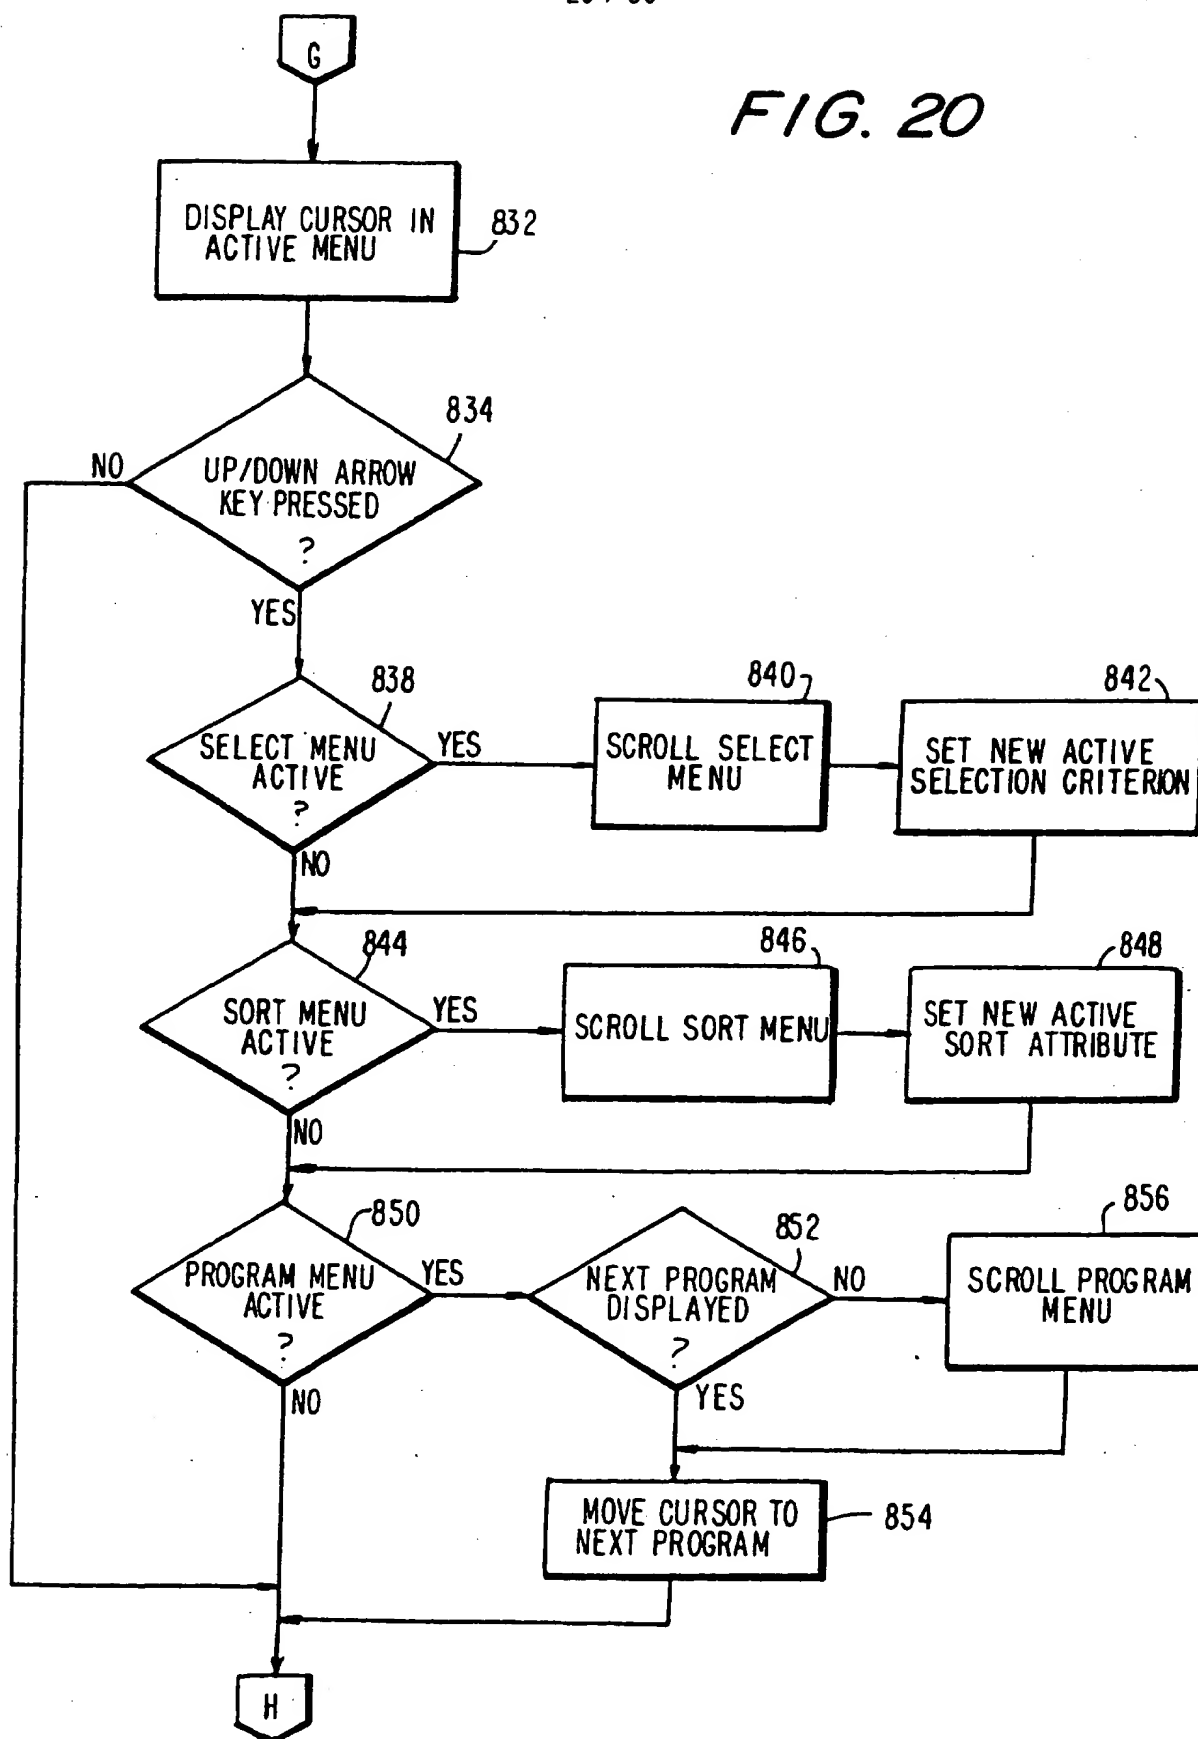 G
FIG. 20
DISPLAY CURSOR IN
ACTIVE MENU
832
834
NO
UP/DOWN ARROW
KEY PRESSED
?
YES
838
SELECT MENU
ACTIVE
?
YES
NO
840
SCROLL SELECT
MENU
842
SET NEW ACTIVE
SELECTION CRITERION
844
SORT MENU
ACTIVE
?
YES
NO
846
SCROLL SORT MENU
848
SET NEW ACTIVE
SORT ATTRIBUTE
850
PROGRAM MENU
ACTIVE
?
YES
NO
852
NEXT PROGRAM
DISPLAYED
?
NO
YES
856
SCROLL PROGRAM
MENU
MOVE CURSOR TO
NEXT PROGRAM
854
H